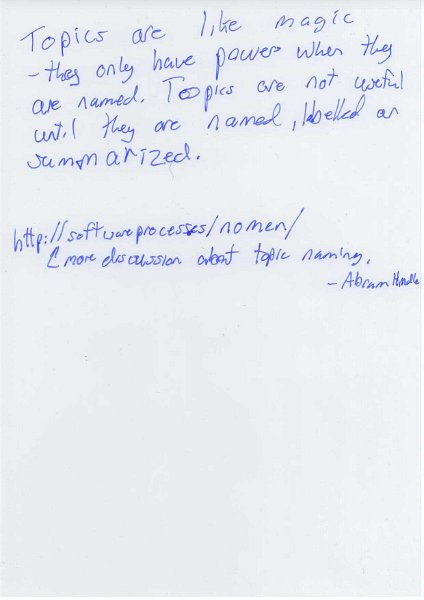 Topics are like magic
- they only have powers when they
are named. Topics are not useful
until they are named, labelled or
summarized.
http://softwareprocesses/nomen/
more discussion about topic naming.
- Abram Hindle